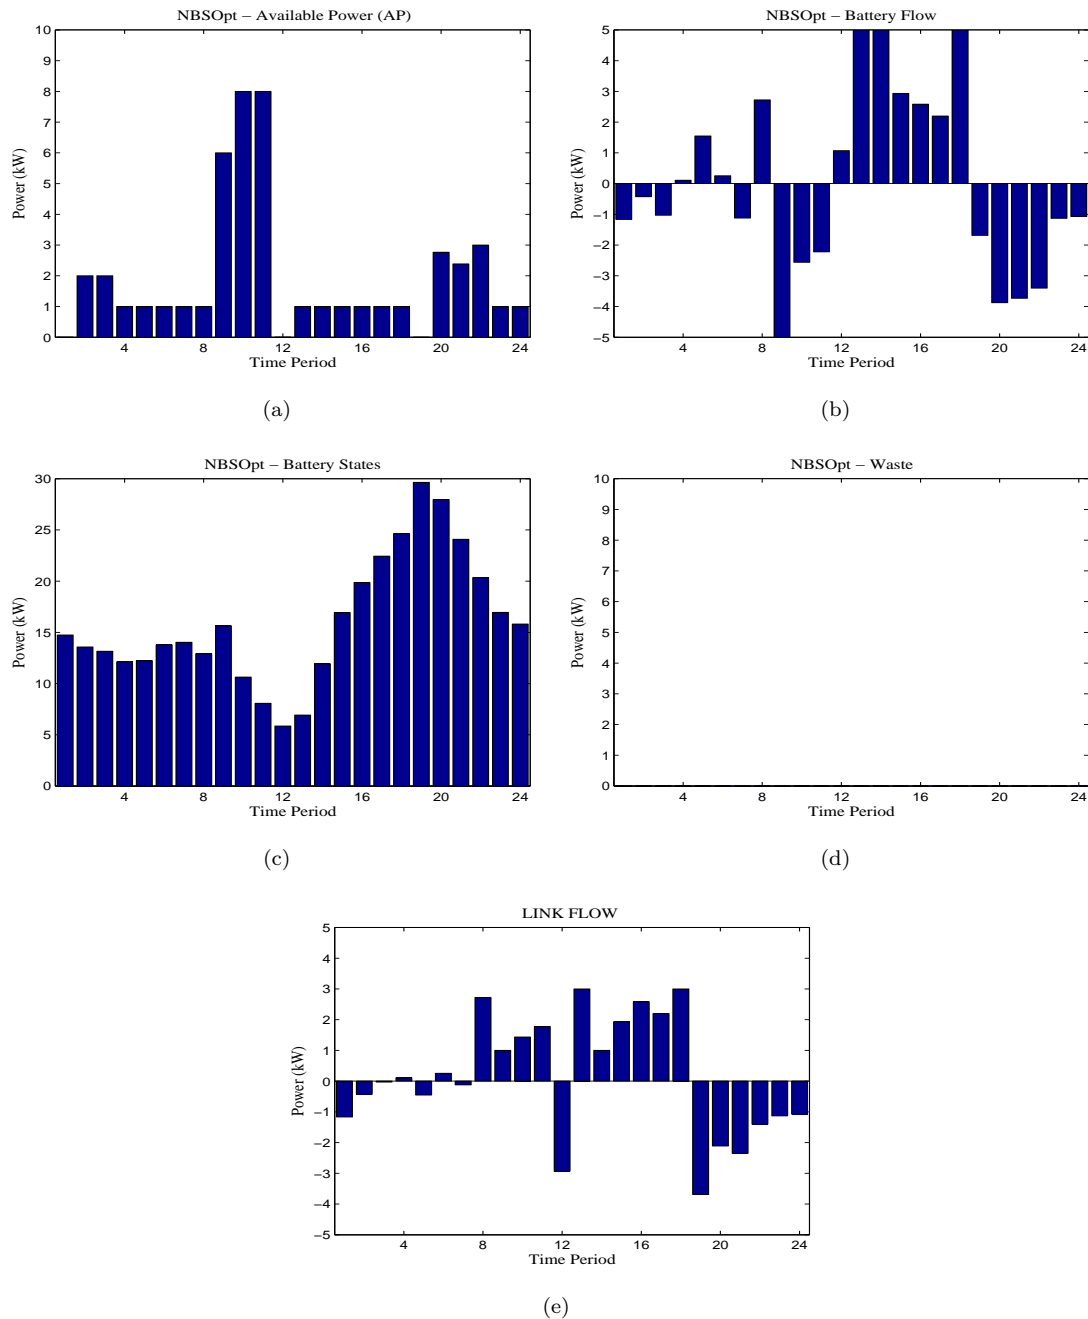 NBSOpt − Available Power (AP)
10
9
8
7
6
5
4
3
2
1
0
Power (kW)
4 8 12 16 20 24
Time Period
(a)
NBSOpt − Battery Flow
5
4
3
2
1
0
−1
−2
−3
−4
−5
Power (kW)
4 8 12 16 20 24
Time Period
(b)
NBSOpt − Battery States
30
25
20
15
10
5
0
Power (kW)
4 8 12 16 20 24
Time Period
(c)
NBSOpt − Waste
10
9
8
7
6
5
4
3
2
1
0
Power (kW)
4 8 12 16 20 24
Time Period
(d)
LINK FLOW
5
4
3
2
1
0
−1
−2
−3
−4
−5
Power (kW)
4 8 12 16 20 24
Time Period
(e)